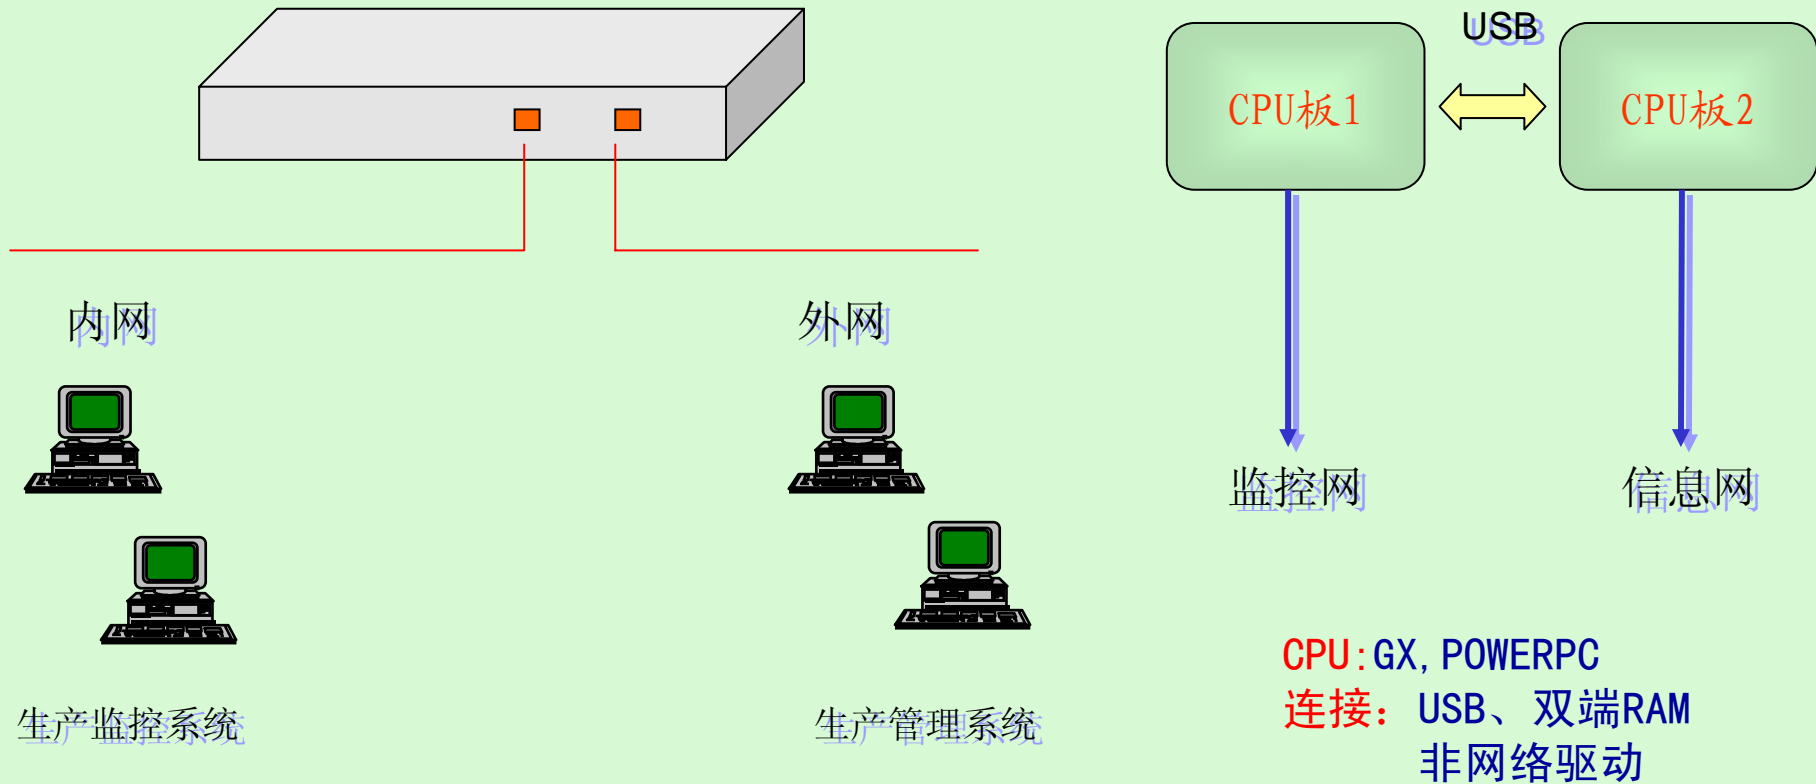 USB
CPU板1
CPU板2
内网
外网
监控网
信息网
生产监控系统
生产管理系统
CPU:GX,POWERPC
连接：USB、双端RAM
非网络驱动